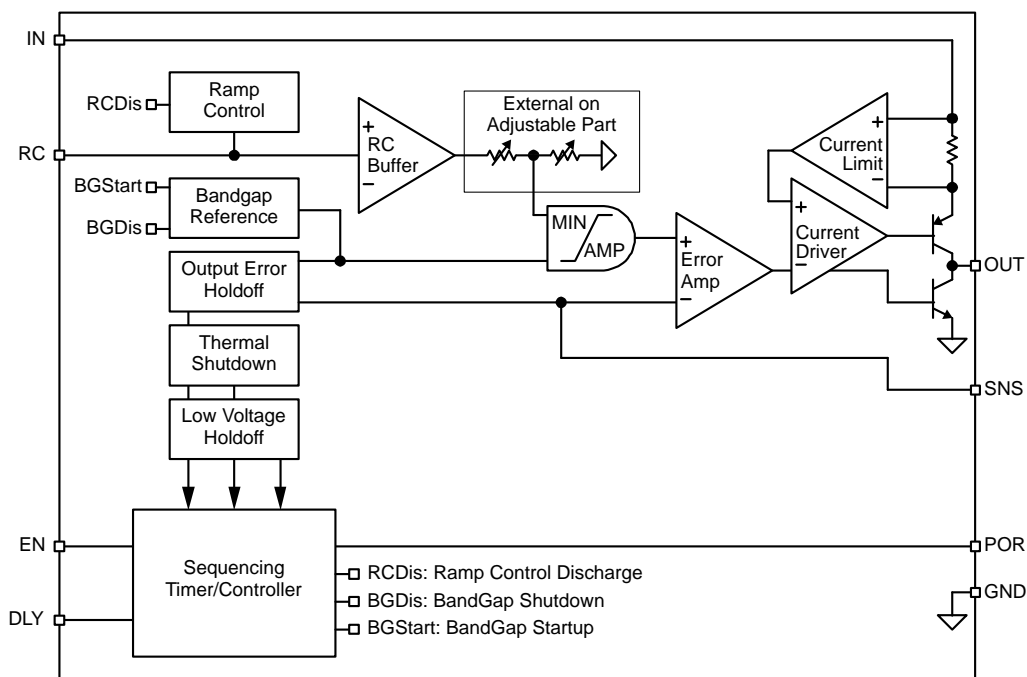 IN
RCDis
Ramp
Control
RC
+
RC
Buffer
−
External on
Adjustable Part
+
Current
Limit
−
BGStart
BGDis
Bandgap
Reference
MIN
AMP
+
Error
Amp
−
+
Current
Driver
−
OUT
Output Error
Holdoff
Thermal
Shutdown
Low Voltage
Holdoff
SNS
EN
DLY
Sequencing
Timer/Controller
POR
GND
RCDis: Ramp Control Discharge
BGDis: BandGap Shutdown
BGStart: BandGap Startup